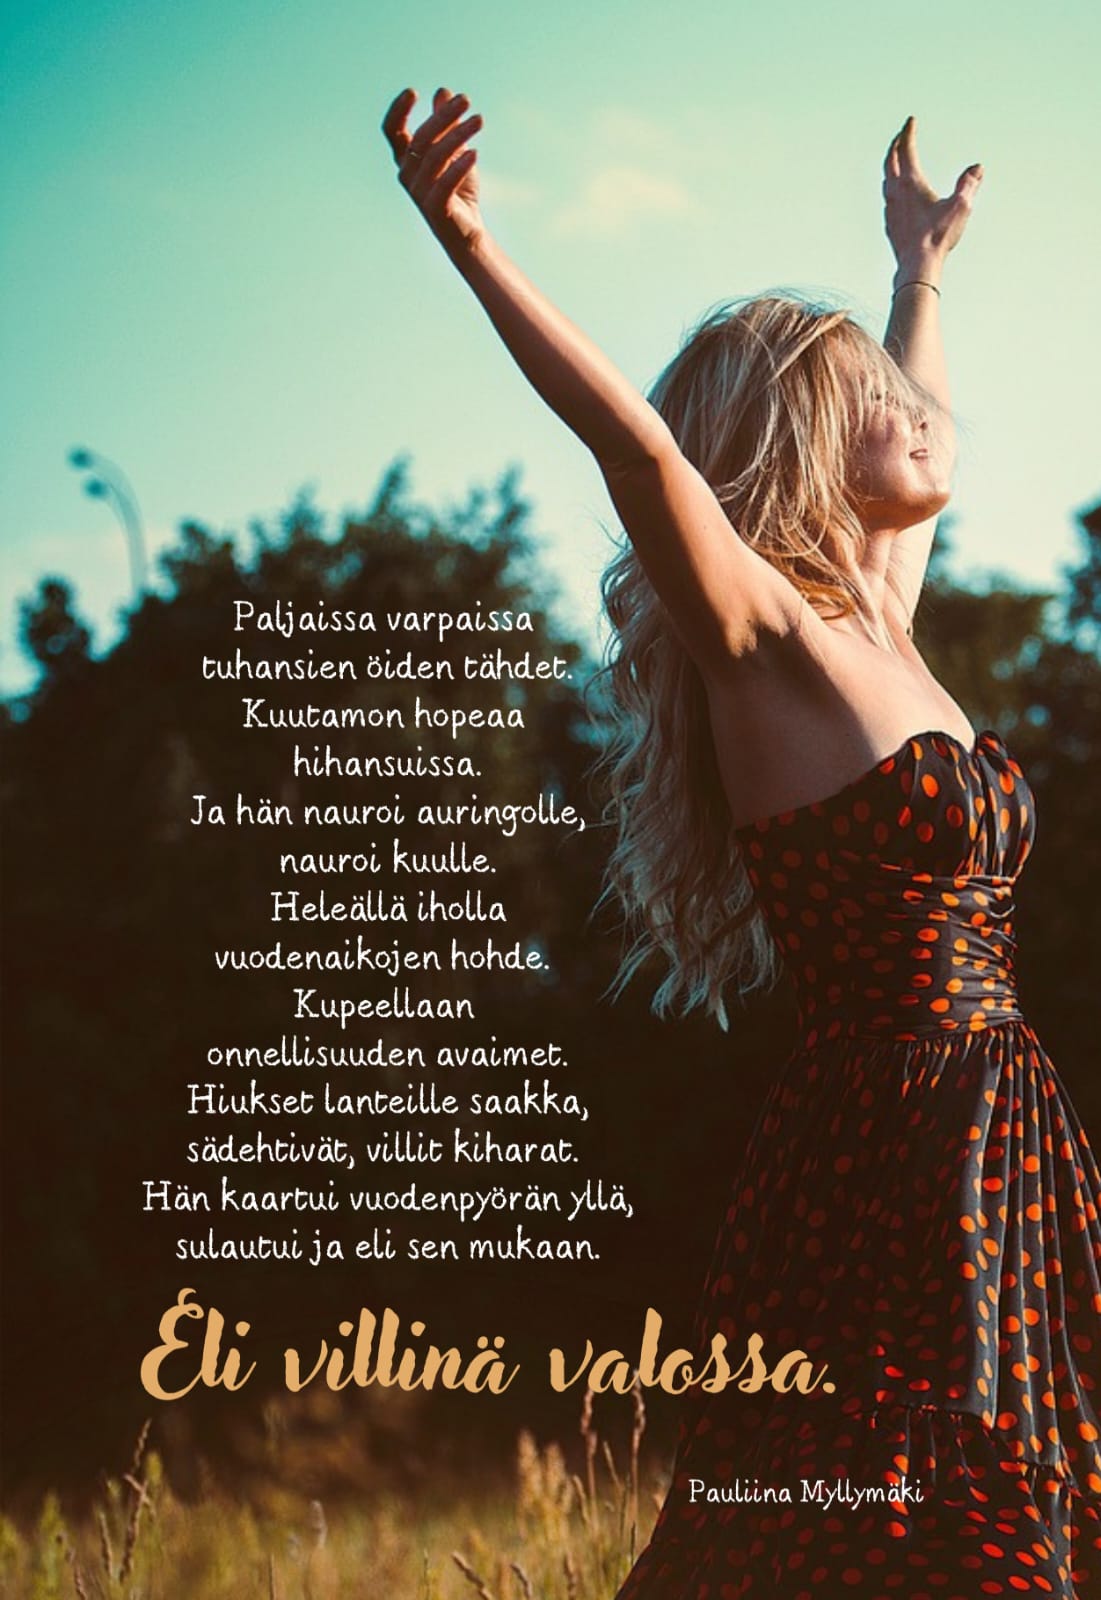 Paljaissa varpaissa
tuhansien öiden tähdet.
Kuutamon hopeaa
hihansuissa.
Ja hän nauroi auringolle,
nauroi kuulle.
Heleällä iholla
vuodenaikojen hohde.
Kupeellaan
onnellisuuden avaimet.
Hiukset lanteille saakka,
sädehtivät, villit kiharat.
Hän kaartui vuodenpyörän yllä,
sulautui ja eli sen mukaan.
Eli villinä valossa.
Pauliina Myllymäki